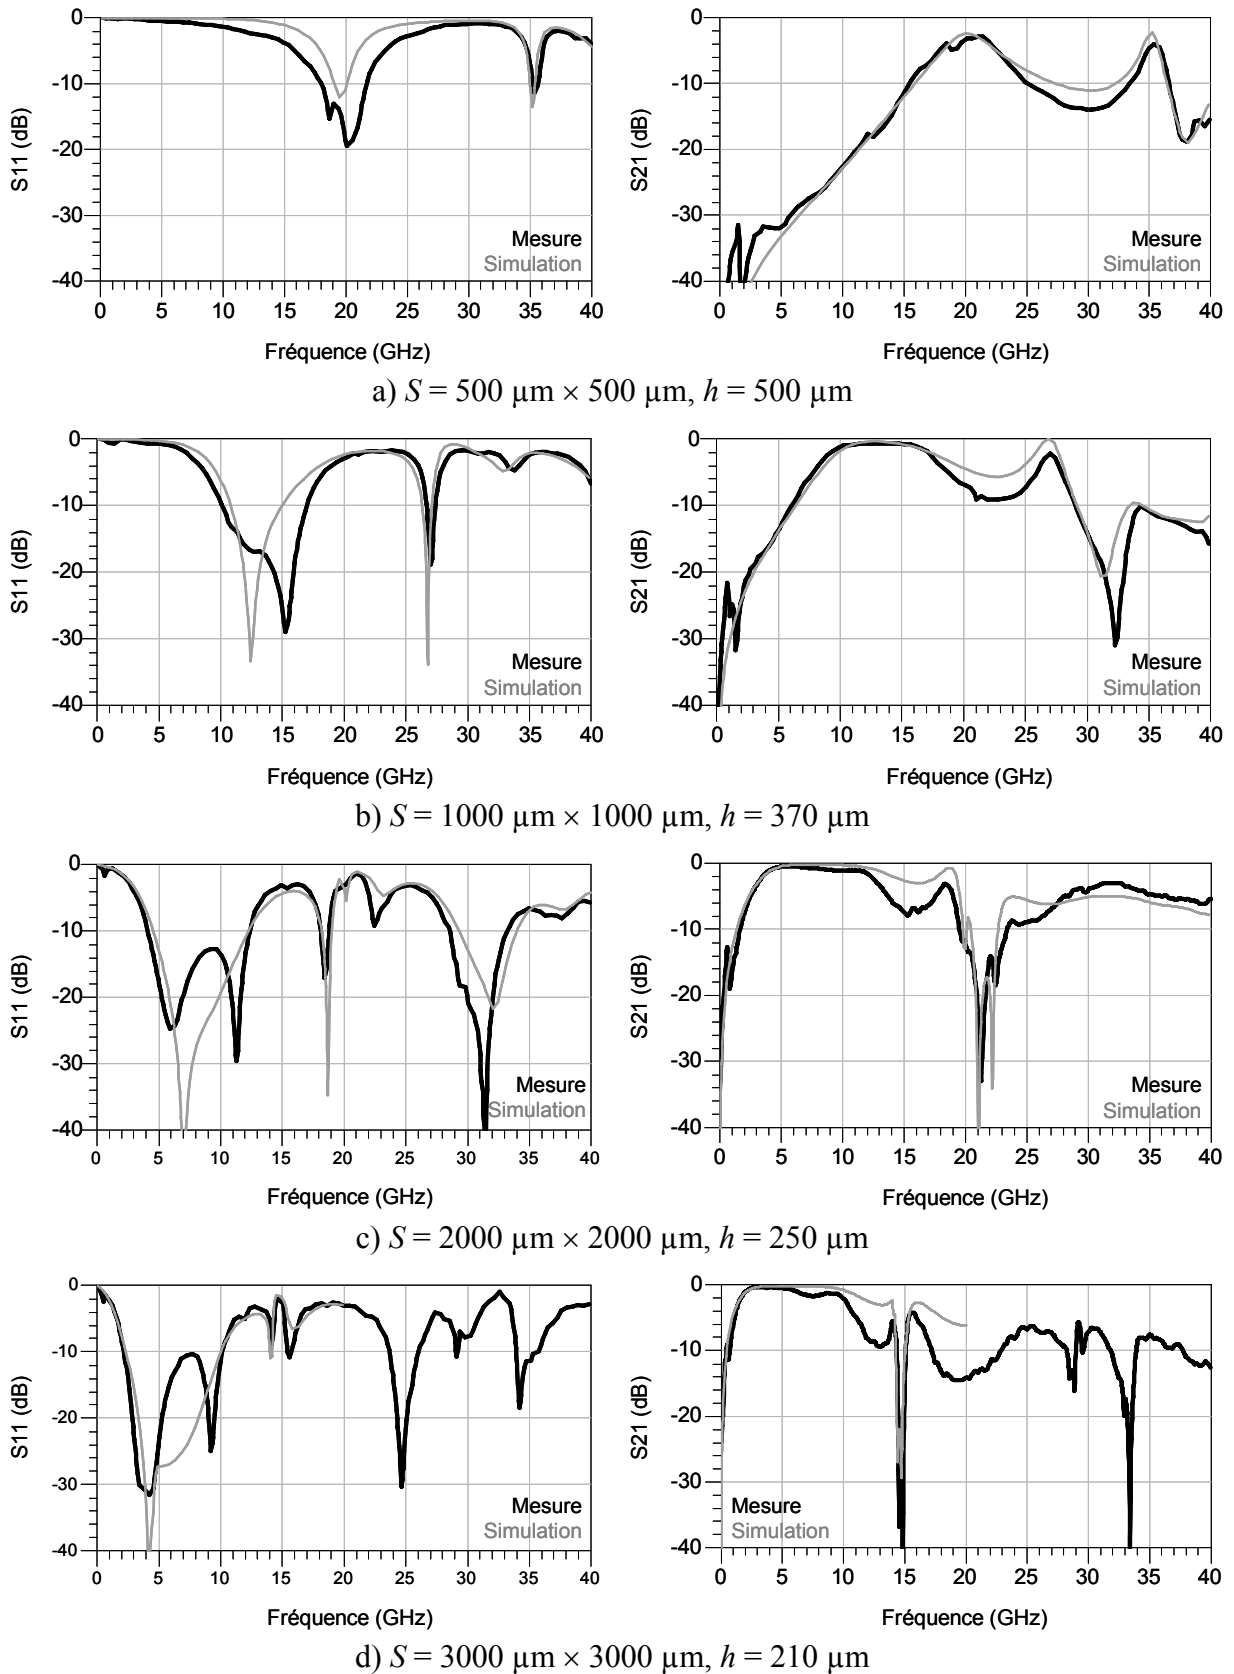 0
-10
-20
-30
-40
S11 (dB)
Mesure
Simulation
0 5 10 15 20 25 30 35 40
Fréquence (GHz)
0
-10
-20
-30
-40
S21 (dB)
Mesure
Simulation
0 5 10 15 20 25 30 35 40
Fréquence (GHz)
a) S = 500 µm × 500 µm, h = 500 µm
0
-10
-20
-30
-40
S11 (dB)
Mesure
Simulation
0 5 10 15 20 25 30 35 40
Fréquence (GHz)
0
-10
-20
-30
-40
S21 (dB)
Mesure
Simulation
0 5 10 15 20 25 30 35 40
Fréquence (GHz)
b) S = 1000 µm × 1000 µm, h = 370 µm
0
-10
-20
-30
-40
S11 (dB)
Mesure
Simulation
0 5 10 15 20 25 30 35 40
Fréquence (GHz)
0
-10
-20
-30
-40
S21 (dB)
Mesure
Simulation
0 5 10 15 20 25 30 35 40
Fréquence (GHz)
c) S = 2000 µm × 2000 µm, h = 250 µm
0
-10
-20
-30
-40
S11 (dB)
Mesure
Simulation
0 5 10 15 20 25 30 35 40
Fréquence (GHz)
0
-10
-20
-30
-40
S21 (dB)
Mesure
Simulation
0 5 10 15 20 25 30 35 40
Fréquence (GHz)
d) S = 3000 µm × 3000 µm, h = 210 µm